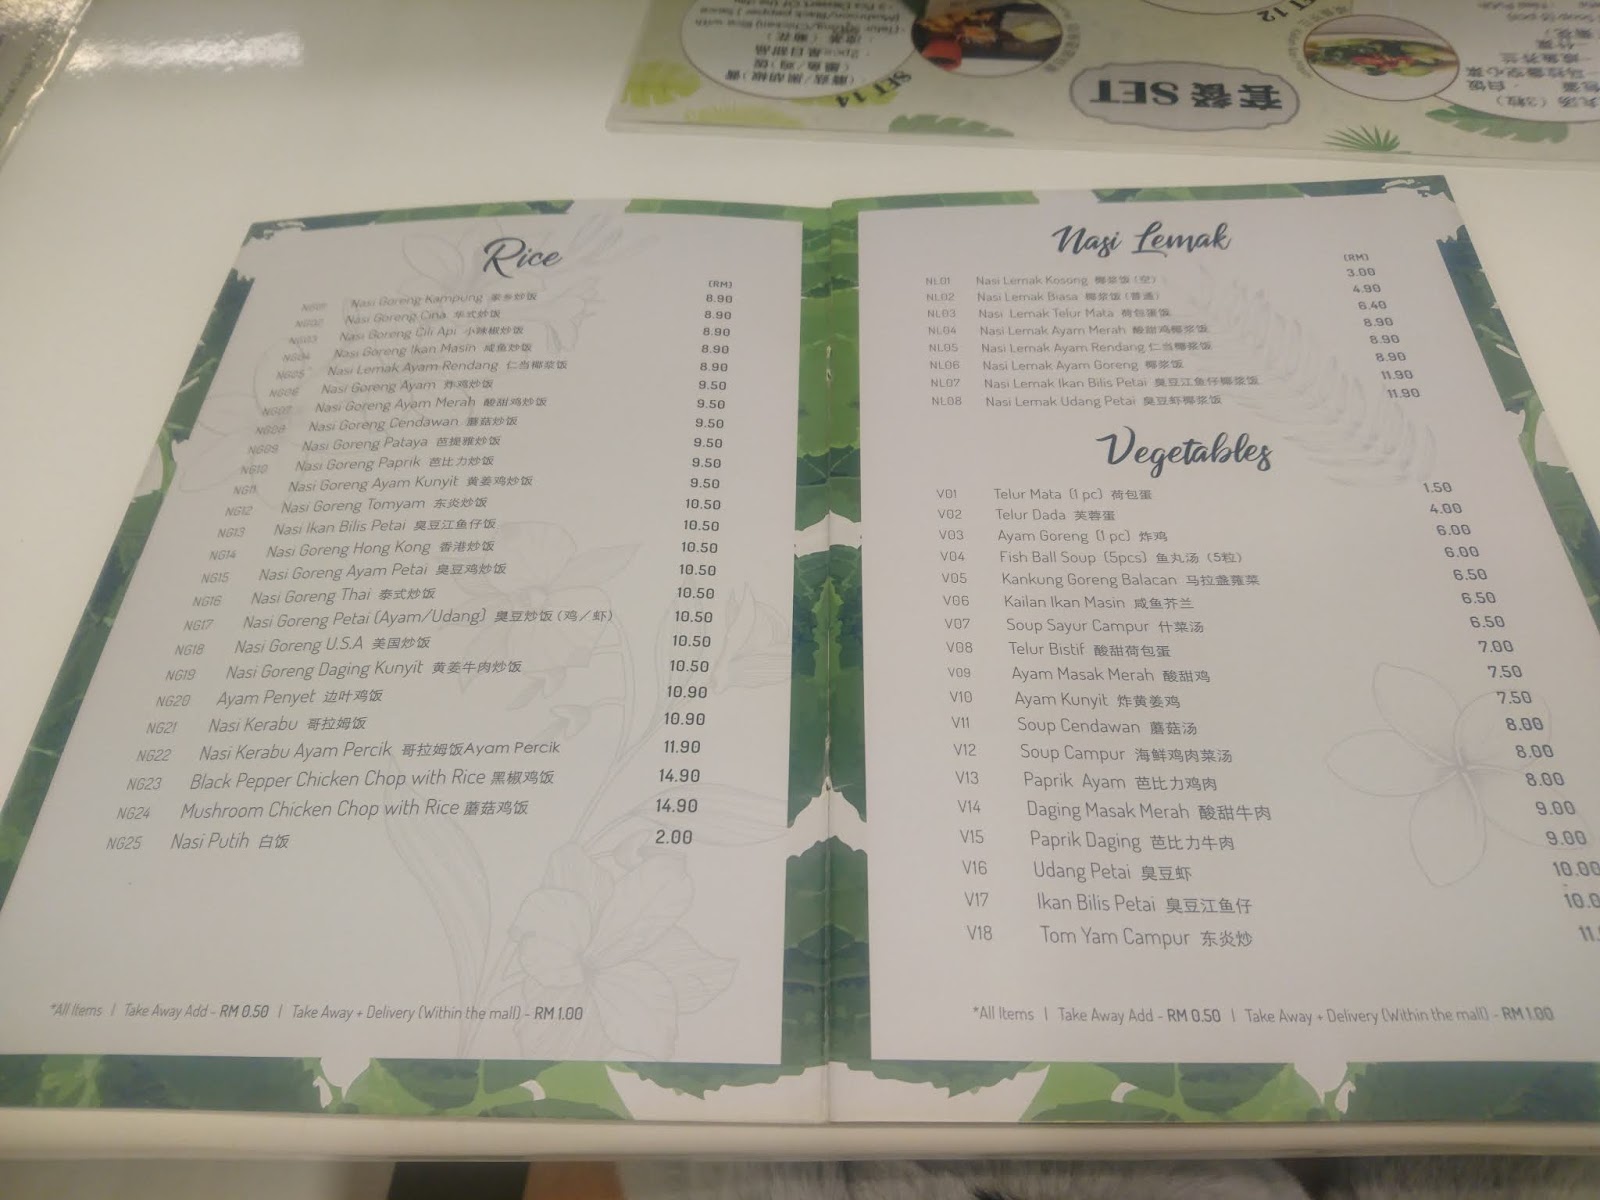 SET 14
套餐 SET
SET 12
Rice
(RM)
NG01 Nasi Goreng Kampung 家乡炒饭 8.90
NG02 Nasi Goreng Cina 华式炒饭 8.90
NG03 Nasi Goreng Cili Api 小辣椒炒饭 8.90
NG04 Nasi Goreng Ikan Masin 咸鱼炒饭 8.90
NG05 Nasi Lemak Ayam Rendang 仁当椰浆饭 8.90
NG06 Nasi Goreng Ayam 炸鸡炒饭 9.50
NG07 Nasi Goreng Ayam Merah 酸甜鸡炒饭 9.50
NG08 Nasi Goreng Cendawan 蘑菇炒饭 9.50
NG09 Nasi Goreng Pataya 芭提雅炒饭 9.50
NG10 Nasi Goreng Paprik 芭比力炒饭 9.50
NG11 Nasi Goreng Ayam Kunyit 黄姜鸡炒饭 9.50
NG12 Nasi Goreng Tomyam 东炎炒饭 10.50
NG13 Nasi Ikan Bilis Petai 臭豆江鱼仔饭 10.50
NG14 Nasi Goreng Hong Kong 香港炒饭 10.50
NG15 Nasi Goreng Ayam Petai 臭豆鸡炒饭 10.50
NG16 Nasi Goreng Thai 泰式炒饭 10.50
NG17 Nasi Goreng Petai (Ayam/Udang) 臭豆炒饭（鸡／虾） 10.50
NG18 Nasi Goreng U.S.A 美国炒饭 10.50
NG19 Nasi Goreng Daging Kunyit 黄姜牛肉炒饭 10.50
NG20 Ayam Penyet 边叶鸡饭 10.90
NG21 Nasi Kerabu 哥拉姆饭 10.90
NG22 Nasi Kerabu Ayam Percik 哥拉姆饭Ayam Percik 11.90
NG23 Black Pepper Chicken Chop with Rice 黑椒鸡饭 14.90
NG24 Mushroom Chicken Chop with Rice 蘑菇鸡饭 14.90
NG25 Nasi Putih 白饭 2.00
*All Items | Take Away Add - RM 0.50 | Take Away + Delivery (Within the mall) - RM 1.00
Nasi Lemak
(RM)
NL01 Nasi Lemak Kosong 椰浆饭（空） 3.00
NL02 Nasi Lemak Biasa 椰浆饭（普通） 4.90
NL03 Nasi Lemak Telur Mata 荷包蛋饭 6.40
NL04 Nasi Lemak Ayam Merah 酸甜鸡椰浆饭 8.90
NL05 Nasi Lemak Ayam Rendang 仁当椰浆饭 8.90
NL06 Nasi Lemak Ayam Goreng 椰浆饭 8.90
NL07 Nasi Lemak Ikan Bilis Petai 臭豆江鱼仔椰浆饭 11.90
NL08 Nasi Lemak Udang Petai 臭豆虾椰浆饭 11.90
Vegetables
V01 Telur Mata (1 pc) 荷包蛋 1.50
V02 Telur Dada 芙蓉蛋 4.00
V03 Ayam Goreng (1 pc) 炸鸡 6.00
V04 Fish Ball Soup (5pcs) 鱼丸汤（5粒） 6.00
V05 Kankung Goreng Balacan 马拉盏蕹菜 6.50
V06 Kailan Ikan Masin 咸鱼芥兰 6.50
V07 Soup Sayur Campur 什菜汤 6.50
V08 Telur Bistif 酸甜荷包蛋 7.00
V09 Ayam Masak Merah 酸甜鸡 7.50
V10 Ayam Kunyit 炸黄姜鸡 7.50
V11 Soup Cendawan 蘑菇汤 8.00
V12 Soup Campur 海鲜鸡肉菜汤 8.00
V13 Paprik Ayam 芭比力鸡肉 8.00
V14 Daging Masak Merah 酸甜牛肉 9.00
V15 Paprik Daging 芭比力牛肉 9.00
V16 Udang Petai 臭豆虾 10.00
V17 Ikan Bilis Petai 臭豆江鱼仔 10.0
V18 Tom Yam Campur 东炎炒 11.
*All Items | Take Away Add - RM 0.50 | Take Away + Delivery (Within the mall) - RM 1.00